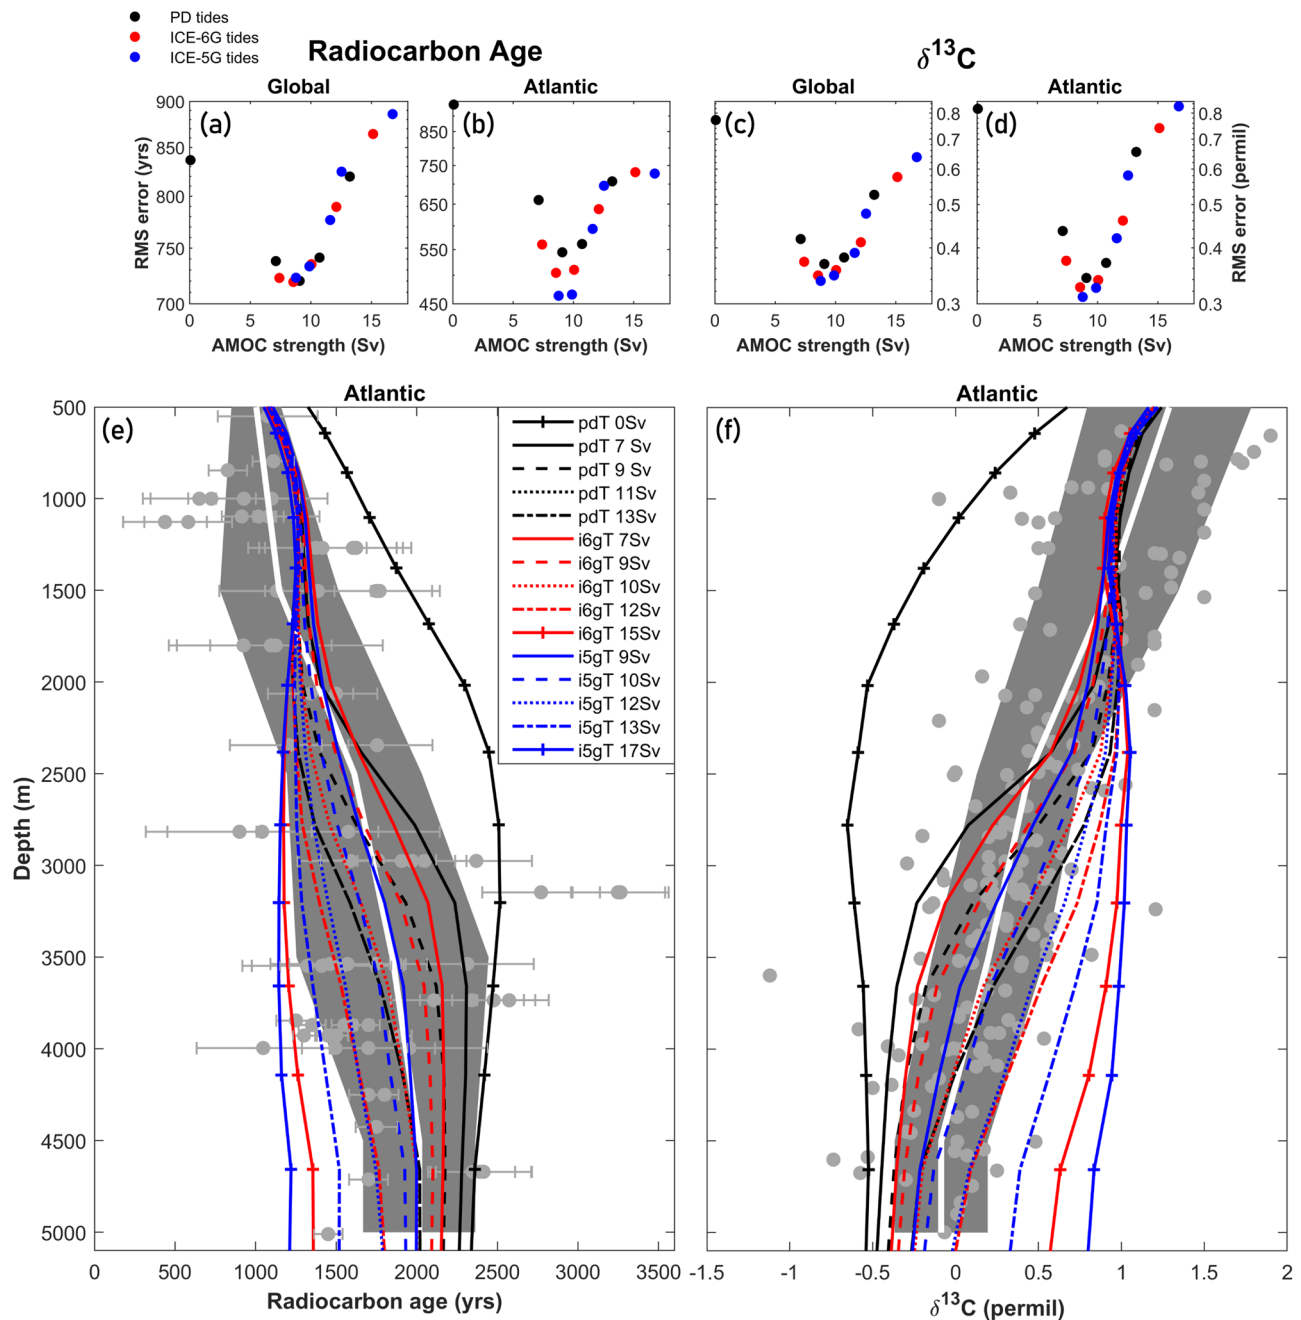 PD tides
ICE-6G tides
ICE-5G tides
Radiocarbon Age
δ¹³C
Global
Atlantic
Global
Atlantic
(a)
(b)
(c)
(d)
RMS error (yrs)
900
850
800
750
700
850
750
650
550
450
0.8
0.7
0.6
0.5
0.4
0.3
0.8
0.7
0.6
0.5
0.4
0.3
RMS error (permil)
0 5 10 15
0 5 10 15
0 5 10 15
0 5 10 15
AMOC strength (Sv)
AMOC strength (Sv)
AMOC strength (Sv)
AMOC strength (Sv)
Atlantic
Atlantic
(e)
(f)
Depth (m)
500
1000
1500
2000
2500
3000
3500
4000
4500
5000
pdT 0Sv
pdT 7 Sv
pdT 9 Sv
pdT 11Sv
pdT 13Sv
i6gT 7Sv
i6gT 9Sv
i6gT 10Sv
i6gT 12Sv
i6gT 15Sv
i5gT 9Sv
i5gT 10Sv
i5gT 12Sv
i5gT 13Sv
i5gT 17Sv
0 500 1000 1500 2000 2500 3000 3500
Radiocarbon age (yrs)
-1.5 -1 -0.5 0 0.5 1 1.5 2
δ¹³C (permil)